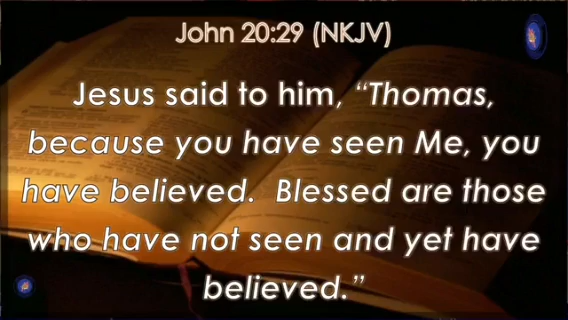 John 20:29 (NKJV)
Jesus said to him, “Thomas,
because you have seen Me, you
have believed.  Blessed are those
who have not seen and yet have
believed.”